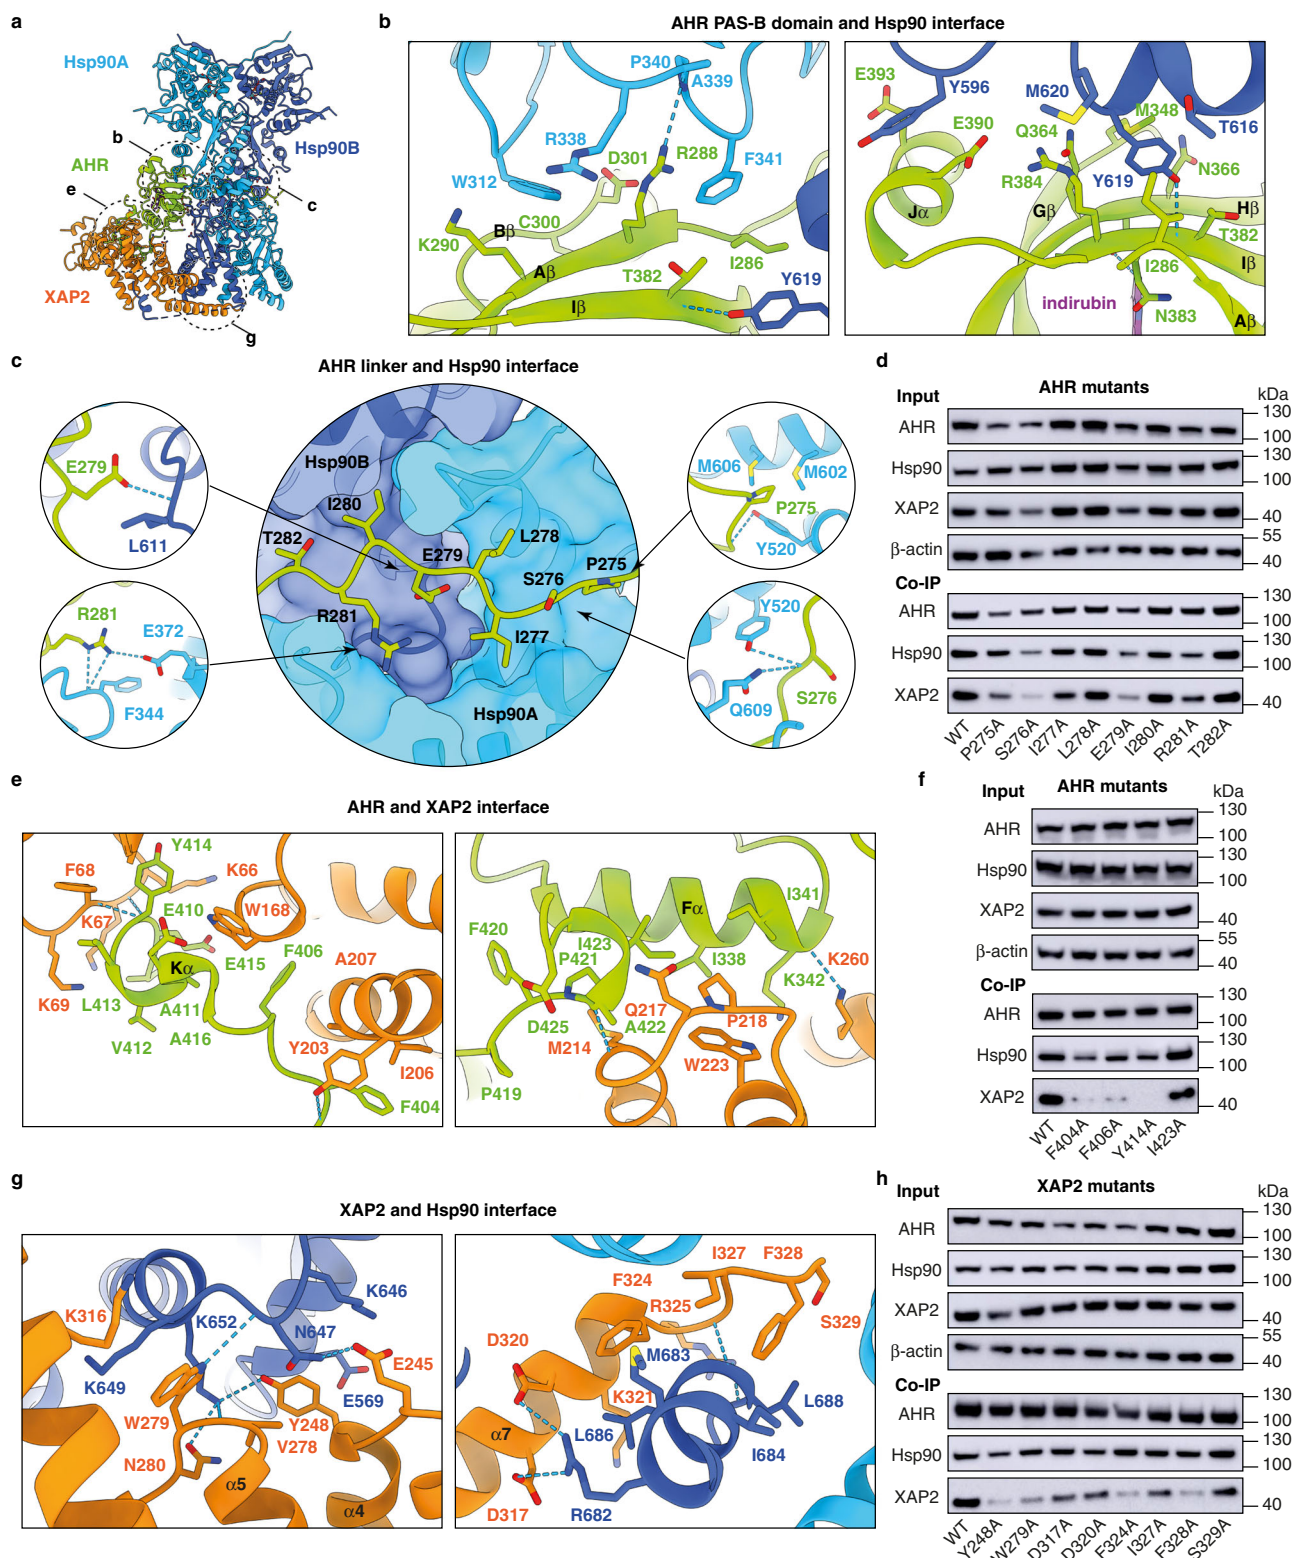 a
Hsp90A
Hsp90B
b
AHR
e
c
XAP2
g
b
AHR PAS-B domain and Hsp90 interface
P340
A339
R338
D301
R288
F341
W312
C300
Bβ
K290
Aβ
I286
T382
Y619
Iβ
E393
Y596
M620
M348
T616
E390
Q364
N366
R384
Y619
Jα
Gβ
Hβ
T382
I286
Iβ
indirubin
N383
Aβ
c
AHR linker and Hsp90 interface
E279
L611
R281
E372
F344
Hsp90B
I280
T282
E279
L278
S276
P275
R281
I277
Hsp90A
M606
M602
P275
Y520
Y520
Q609
S276
d
AHR mutants
Input
kDa
AHR
130
100
Hsp90
130
100
XAP2
40
β-actin
55
40
Co-IP
AHR
130
100
Hsp90
130
100
XAP2
40
WT
P275A
S276A
I277A
L278A
E279A
I280A
R281A
T282A
e
AHR and XAP2 interface
Y414
F68
K66
E410
W168
K67
F406
Kα
E415
A207
K69
L413
A411
V412
A416
Y203
I206
F404
Fα
I341
F420
I423
P421
I338
K260
K342
Q217
D425
A422
P218
M214
W223
P419
f
AHR mutants
Input
kDa
AHR
130
100
Hsp90
130
100
XAP2
40
β-actin
55
40
Co-IP
AHR
130
100
Hsp90
130
100
XAP2
40
WT
F404A
F406A
Y414A
I423A
g
XAP2 and Hsp90 interface
K316
K652
K646
N647
K649
E245
E569
W279
Y248
V278
N280
α5
α4
I327
F328
F324
R325
S329
D320
M683
K321
L688
α7
L686
I684
D317
R682
h
XAP2 mutants
Input
kDa
AHR
130
100
Hsp90
130
100
XAP2
40
β-actin
55
40
Co-IP
AHR
130
100
Hsp90
130
100
XAP2
40
WT
Y248A
W279A
D317A
D320A
F324A
I327A
F328A
S329A